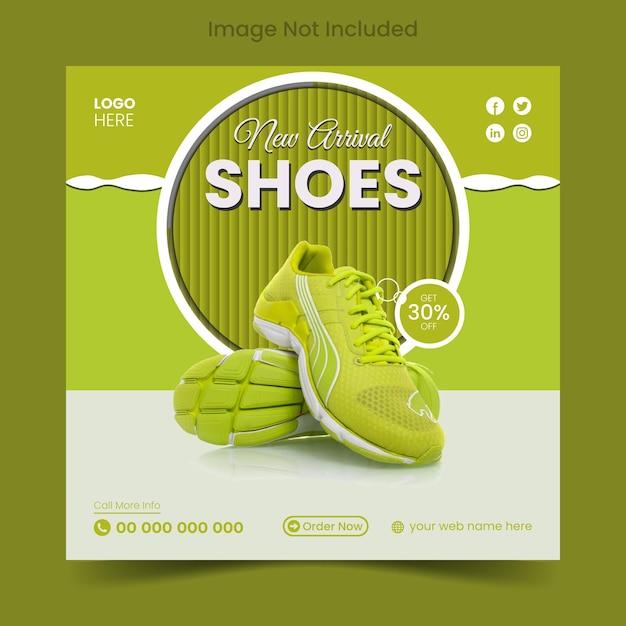 Image Not Included
LOGO
HERE
New Arrival
SHOES
GET
30%
OFF
Call More Info
00 000 000 000
Order Now
your web name here